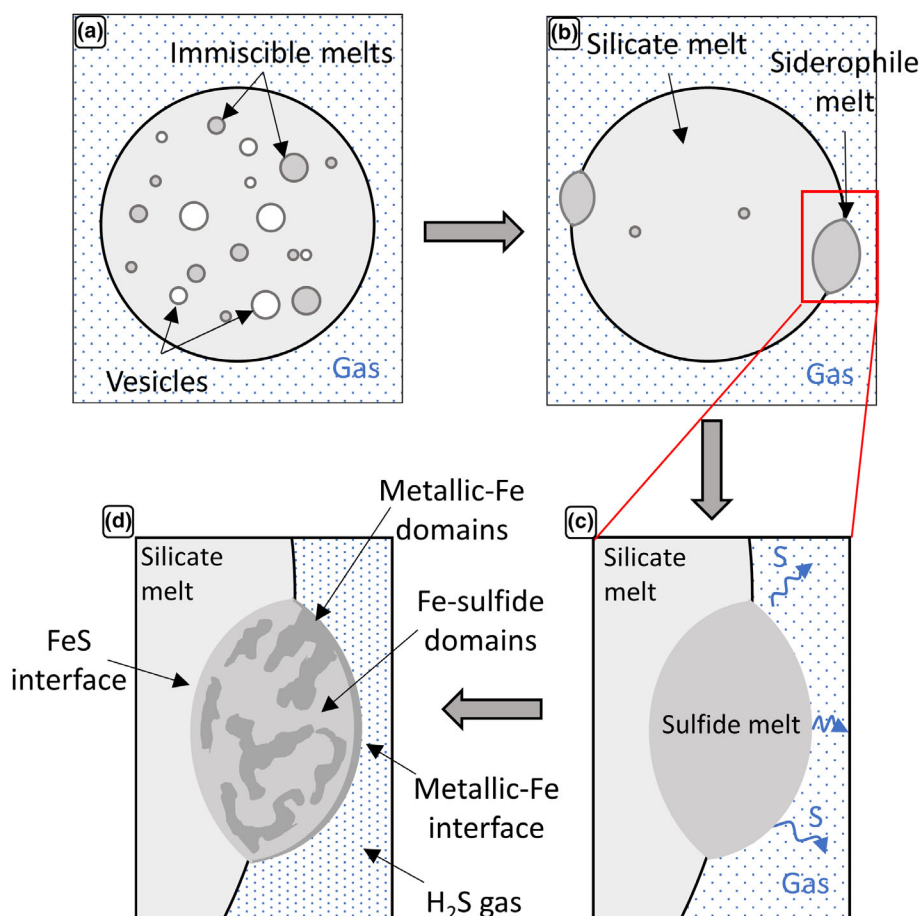 (a)
Immiscible melts
Vesicles
Gas
(b)
Silicate melt
Siderophile
melt
Gas
(c)
Silicate
melt
S
Sulfide melt
S
Gas
(d)
Silicate
melt
Metallic-Fe
domains
Fe-sulfide
domains
FeS
interface
Metallic-Fe
interface
H₂S gas